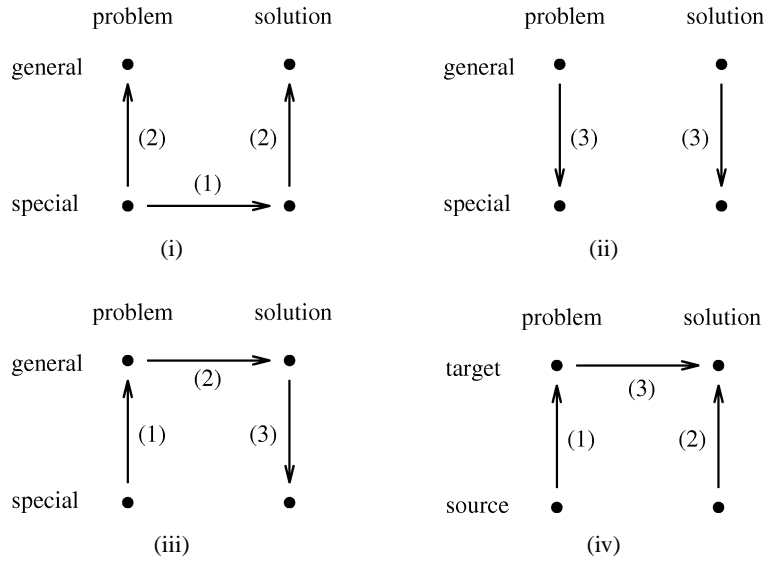 problem solution
general
(2) (2)
(1)
special
(i)
problem solution
general
(3) (3)
special
(ii)
problem solution
general
(2)
(1) (3)
special
(iii)
problem solution
target
(3)
(1) (2)
source
(iv)